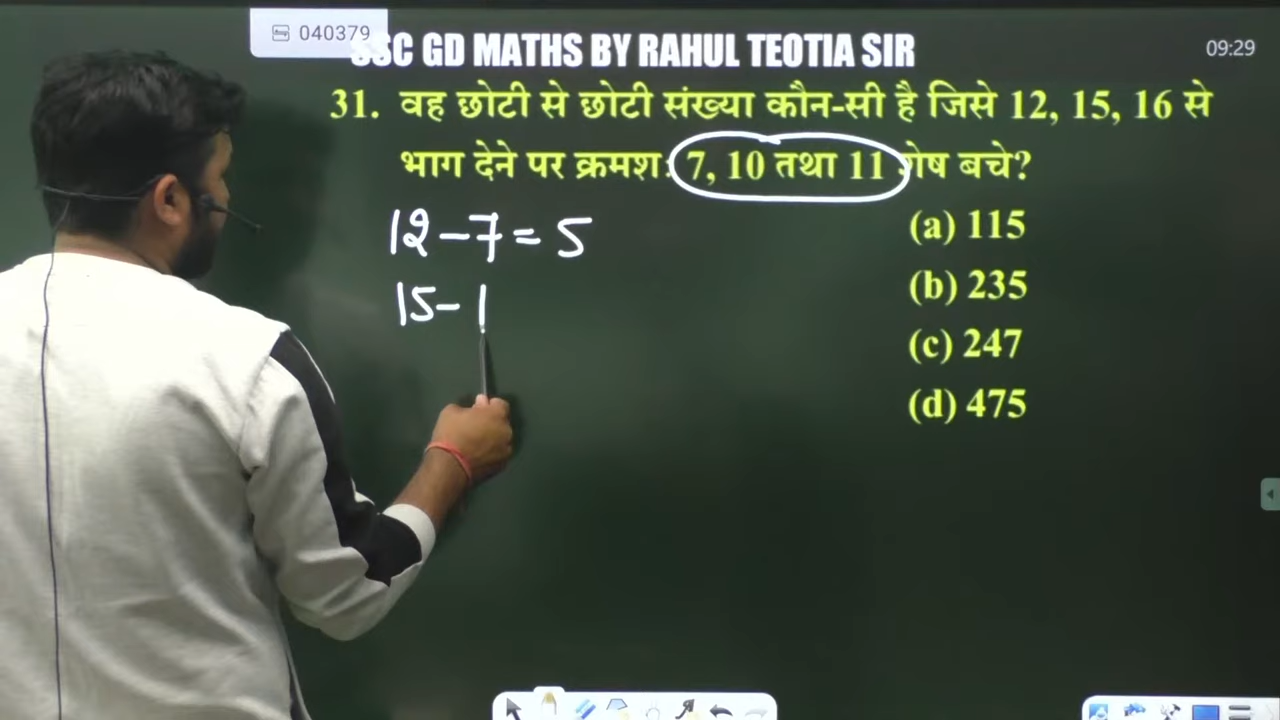 040379
SSC GD MATHS BY RAHUL TEOTIA SIR
09:29
31. वह छोटी से छोटी संख्या कौन-सी है जिसे 12, 15, 16 से
भाग देने पर क्रमश: 7, 10 तथा 11 शेष बचे?
12-7=5
15-1
(a) 115
(b) 235
(c) 247
(d) 475